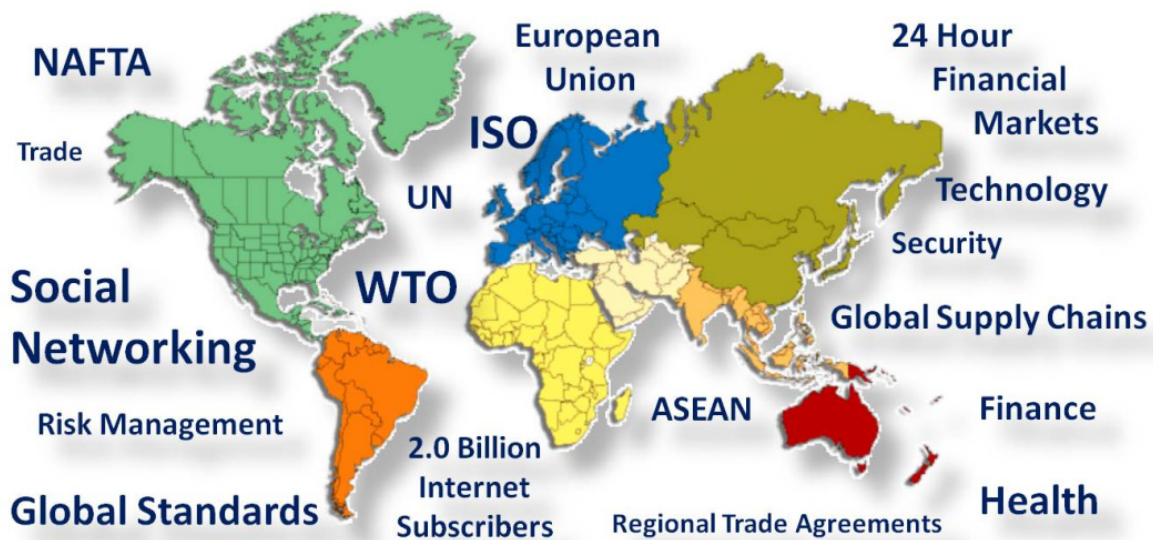 NAFTA
European
Union
24 Hour
Financial
Markets
ISO
Trade
UN
Technology
Security
Social
Networking
WTO
Global Supply Chains
Risk Management
ASEAN
Finance
2.0 Billion
Internet
Subscribers
Global Standards
Health
Regional Trade Agreements